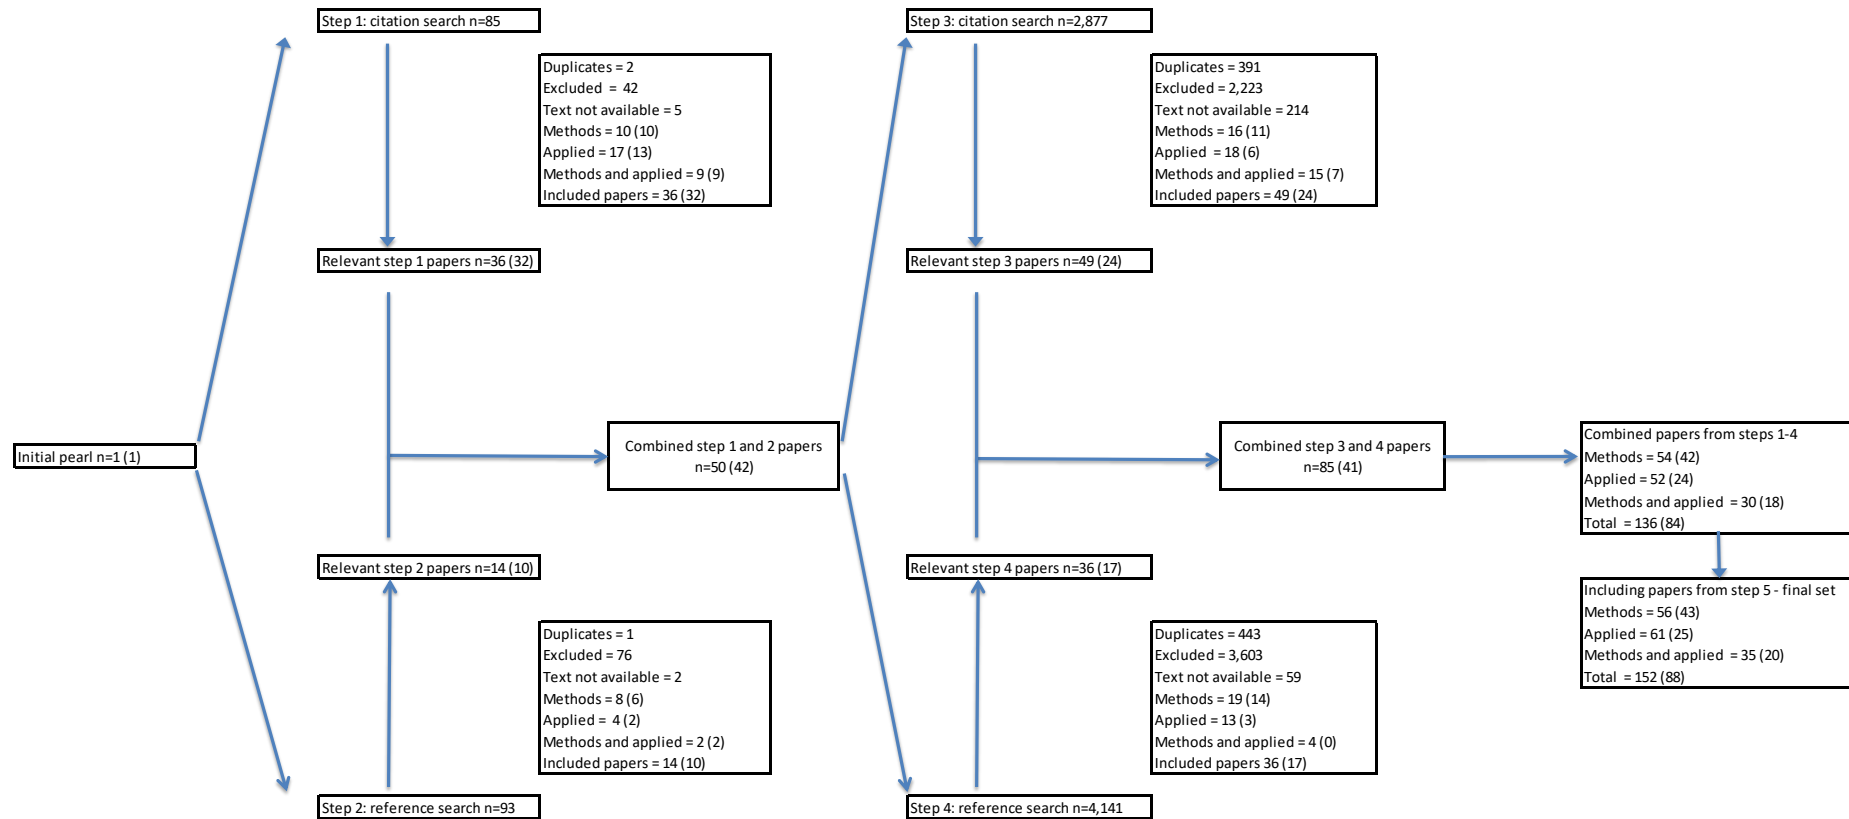 Step 1: citation search n=85
Duplicates = 2
Excluded = 42
Text not available = 5
Methods = 10 (10)
Applied = 17 (13)
Methods and applied = 9 (9)
Included papers = 36 (32)
Relevant step 1 papers n=36 (32)
Initial pearl n=1 (1)
Combined step 1 and 2 papers
n=50 (42)
Relevant step 2 papers n=14 (10)
Duplicates = 1
Excluded = 76
Text not available = 2
Methods = 8 (6)
Applied = 4 (2)
Methods and applied = 2 (2)
Included papers = 14 (10)
Step 2: reference search n=93
Step 3: citation search n=2,877
Duplicates = 391
Excluded = 2,223
Text not available = 214
Methods = 16 (11)
Applied = 18 (6)
Methods and applied = 15 (7)
Included papers = 49 (24)
Relevant step 3 papers n=49 (24)
Combined step 3 and 4 papers
n=85 (41)
Relevant step 4 papers n=36 (17)
Duplicates = 443
Excluded = 3,603
Text not available = 59
Methods = 19 (14)
Applied = 13 (3)
Methods and applied = 4 (0)
Included papers 36 (17)
Step 4: reference search n=4,141
Combined papers from steps 1-4
Methods = 54 (42)
Applied = 52 (24)
Methods and applied = 30 (18)
Total = 136 (84)
Including papers from step 5 - final set
Methods = 56 (43)
Applied = 61 (25)
Methods and applied = 35 (20)
Total = 152 (88)